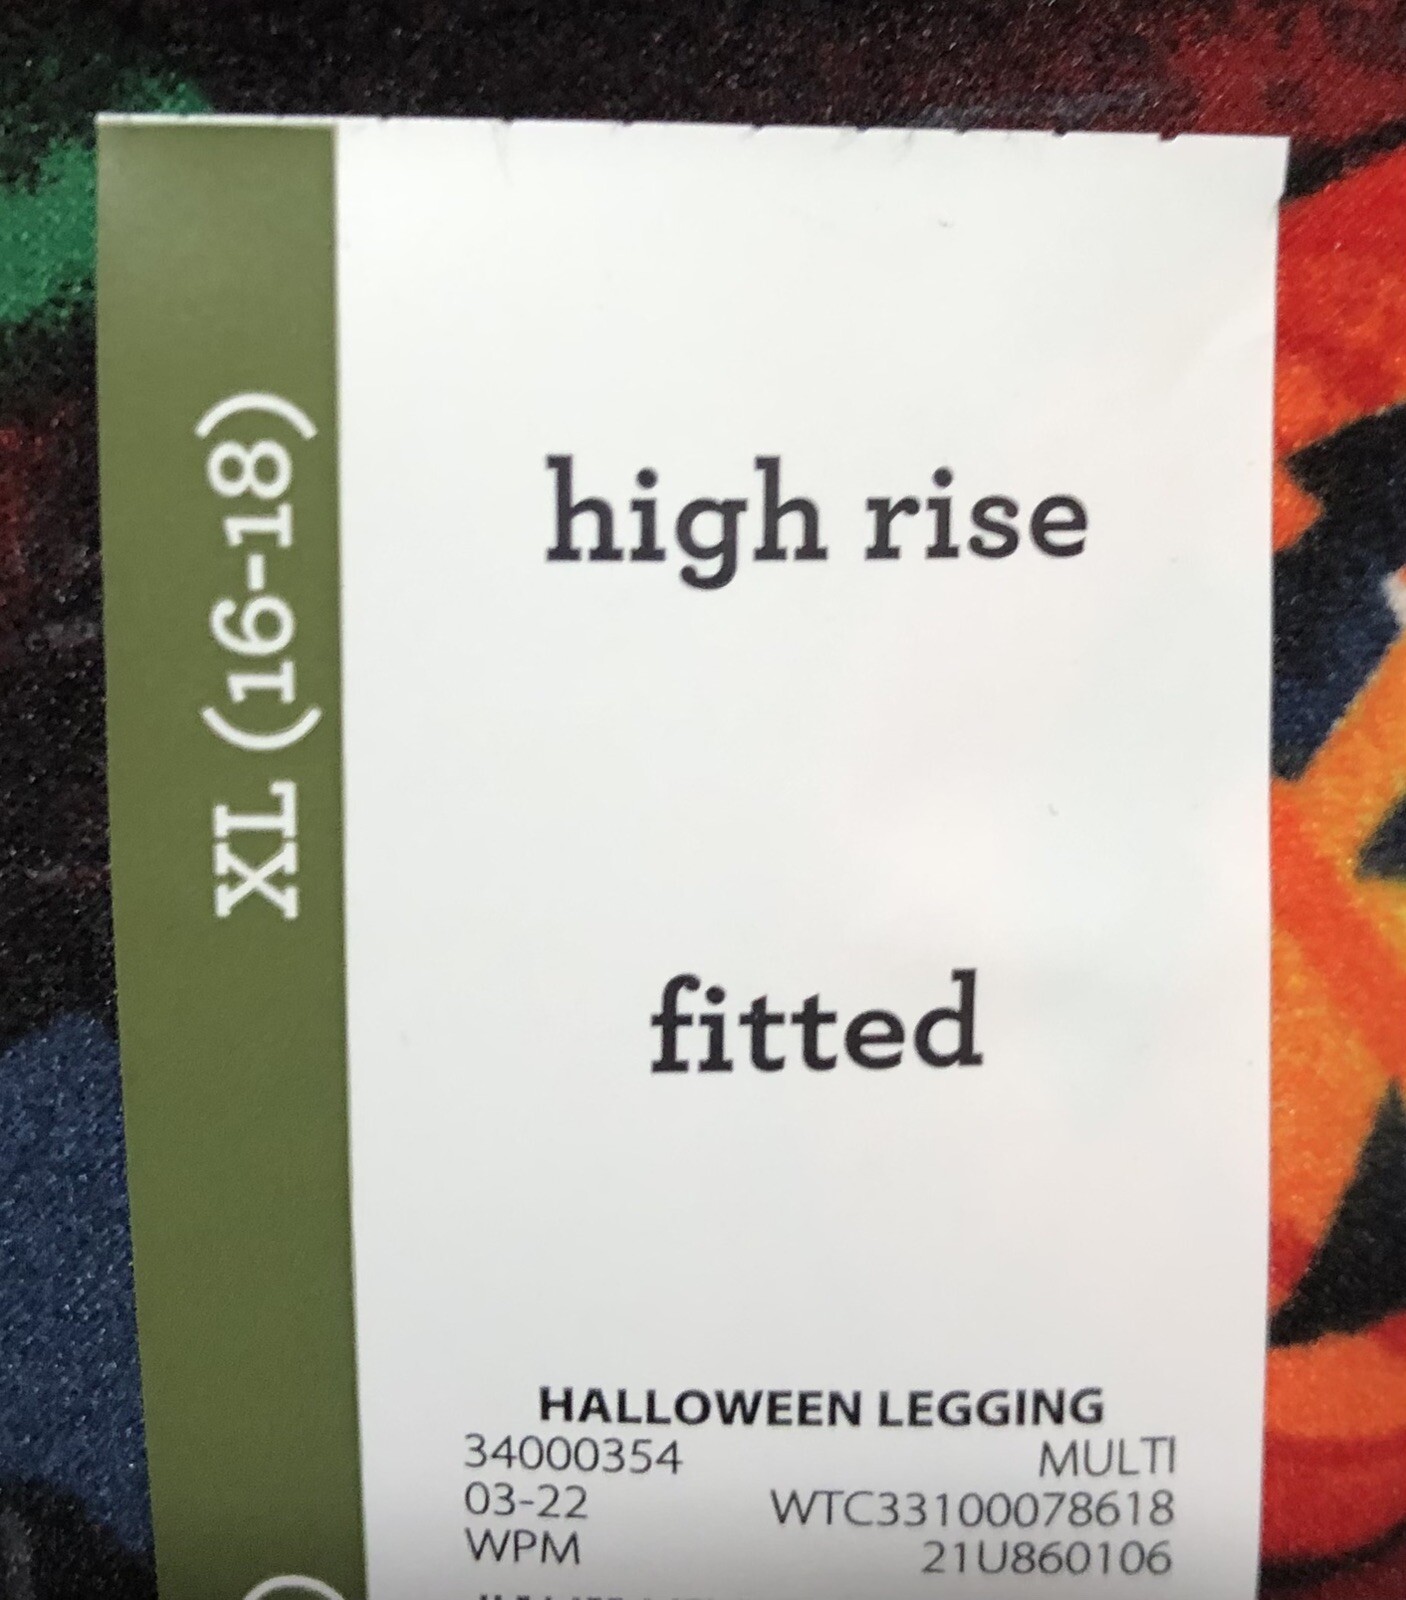 XL (16-18)
high rise
fitted
HALLOWEEN LEGGING
34000354 MULTI
03-22 WTC33100078618
WPM 21U860106